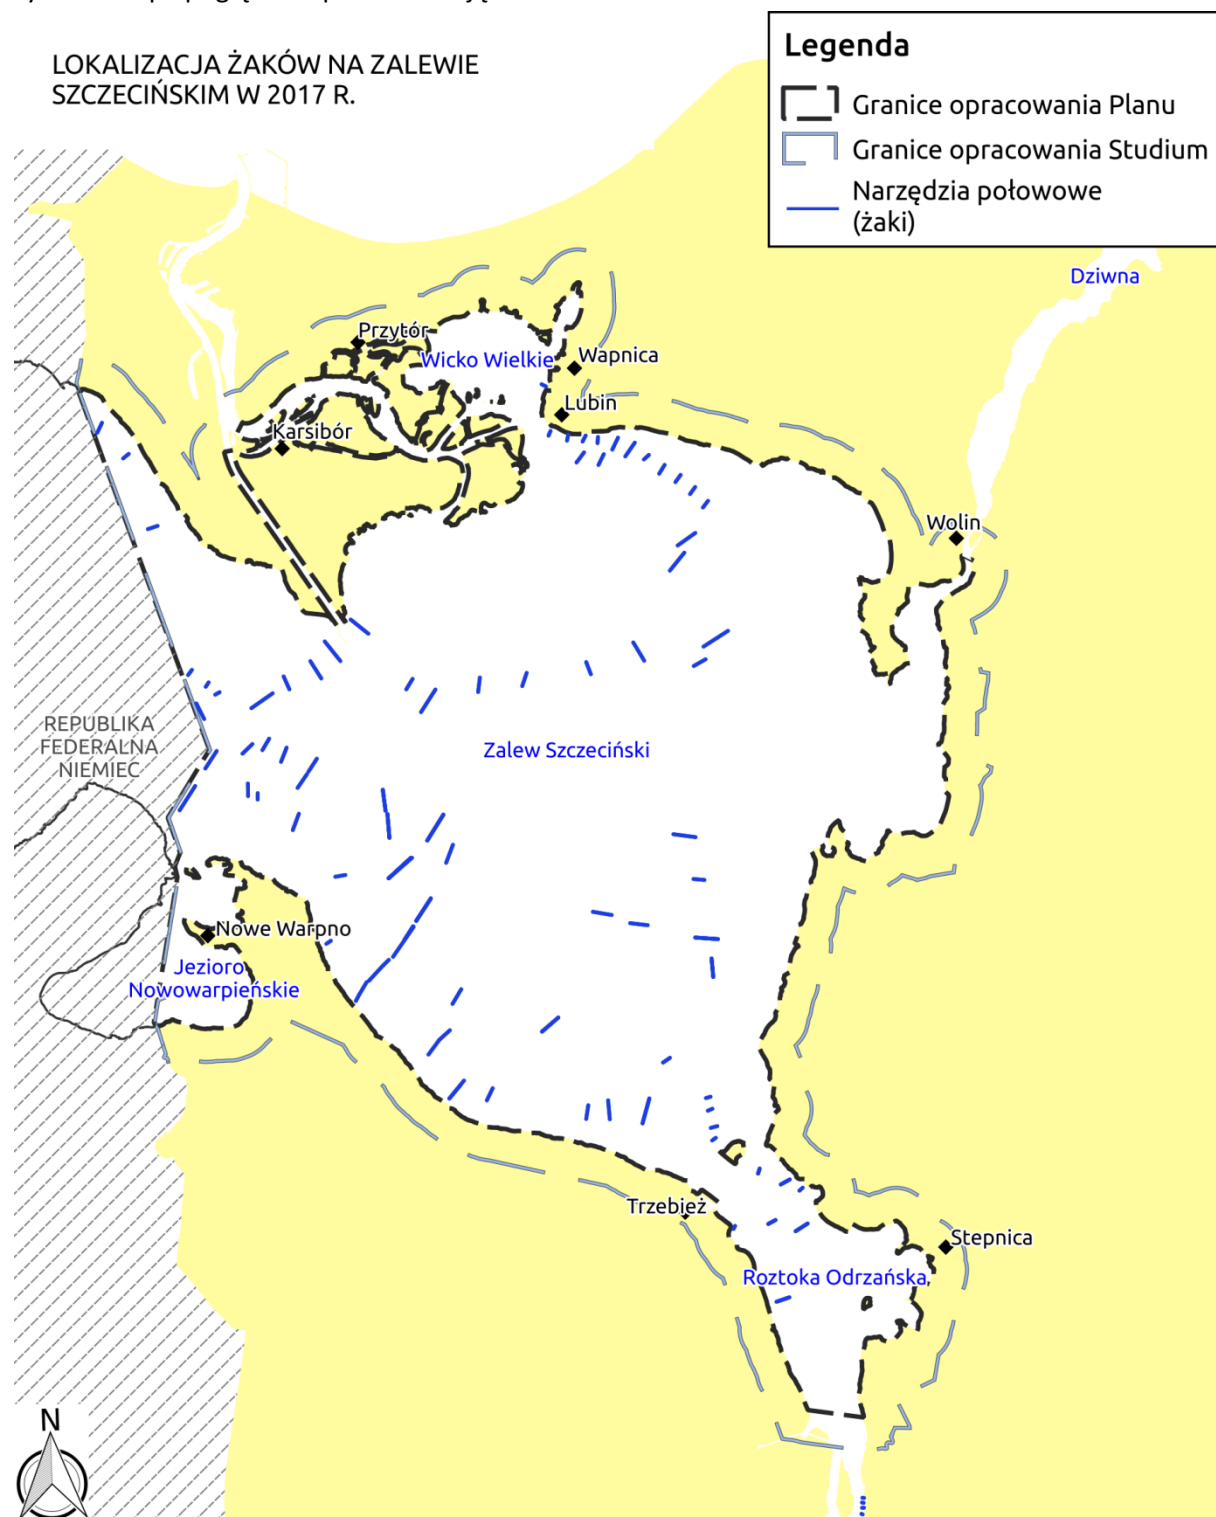 LOKALIZACJA ŻAKÓW NA ZALEWIE
SZCZECIŃSKIM W 2017 R.
Legenda
Granice opracowania Planu
Granice opracowania Studium
Narzędzia połowowe
(żaki)
Dziwna
Przytór
Wicko Wielkie
Wapnica
Lubin
Karsibór
Wolin
REPUBLIKA
FEDERALNA
NIEMIEC
Zalew Szczeciński
Nowe Warpno
Jezioro
Nowowarpieńskie
Trzebież
Stepnica
Roztoka Odrzańska
N